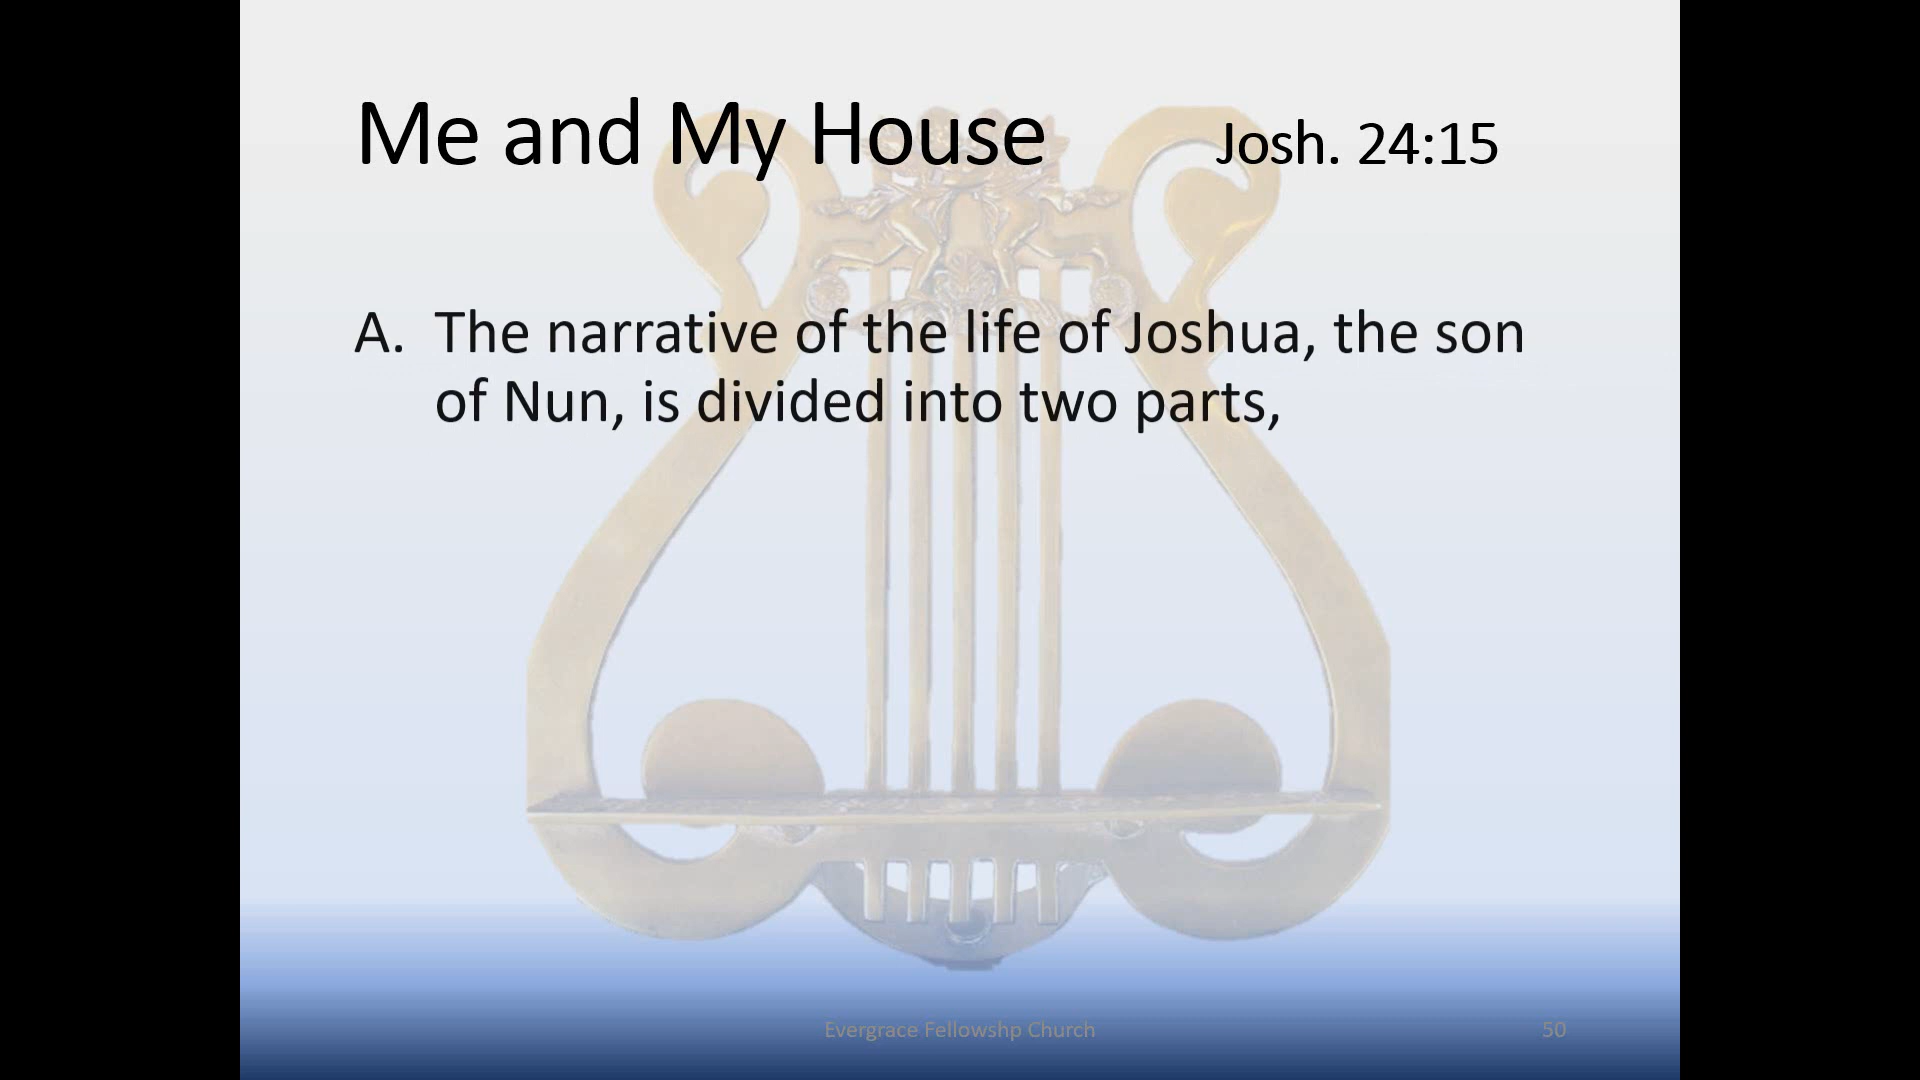 Me and My House Josh. 24:15
A. The narrative of the life of Joshua, the son
of Nun, is divided into two parts,
Evergrace Fellowshp Church 50